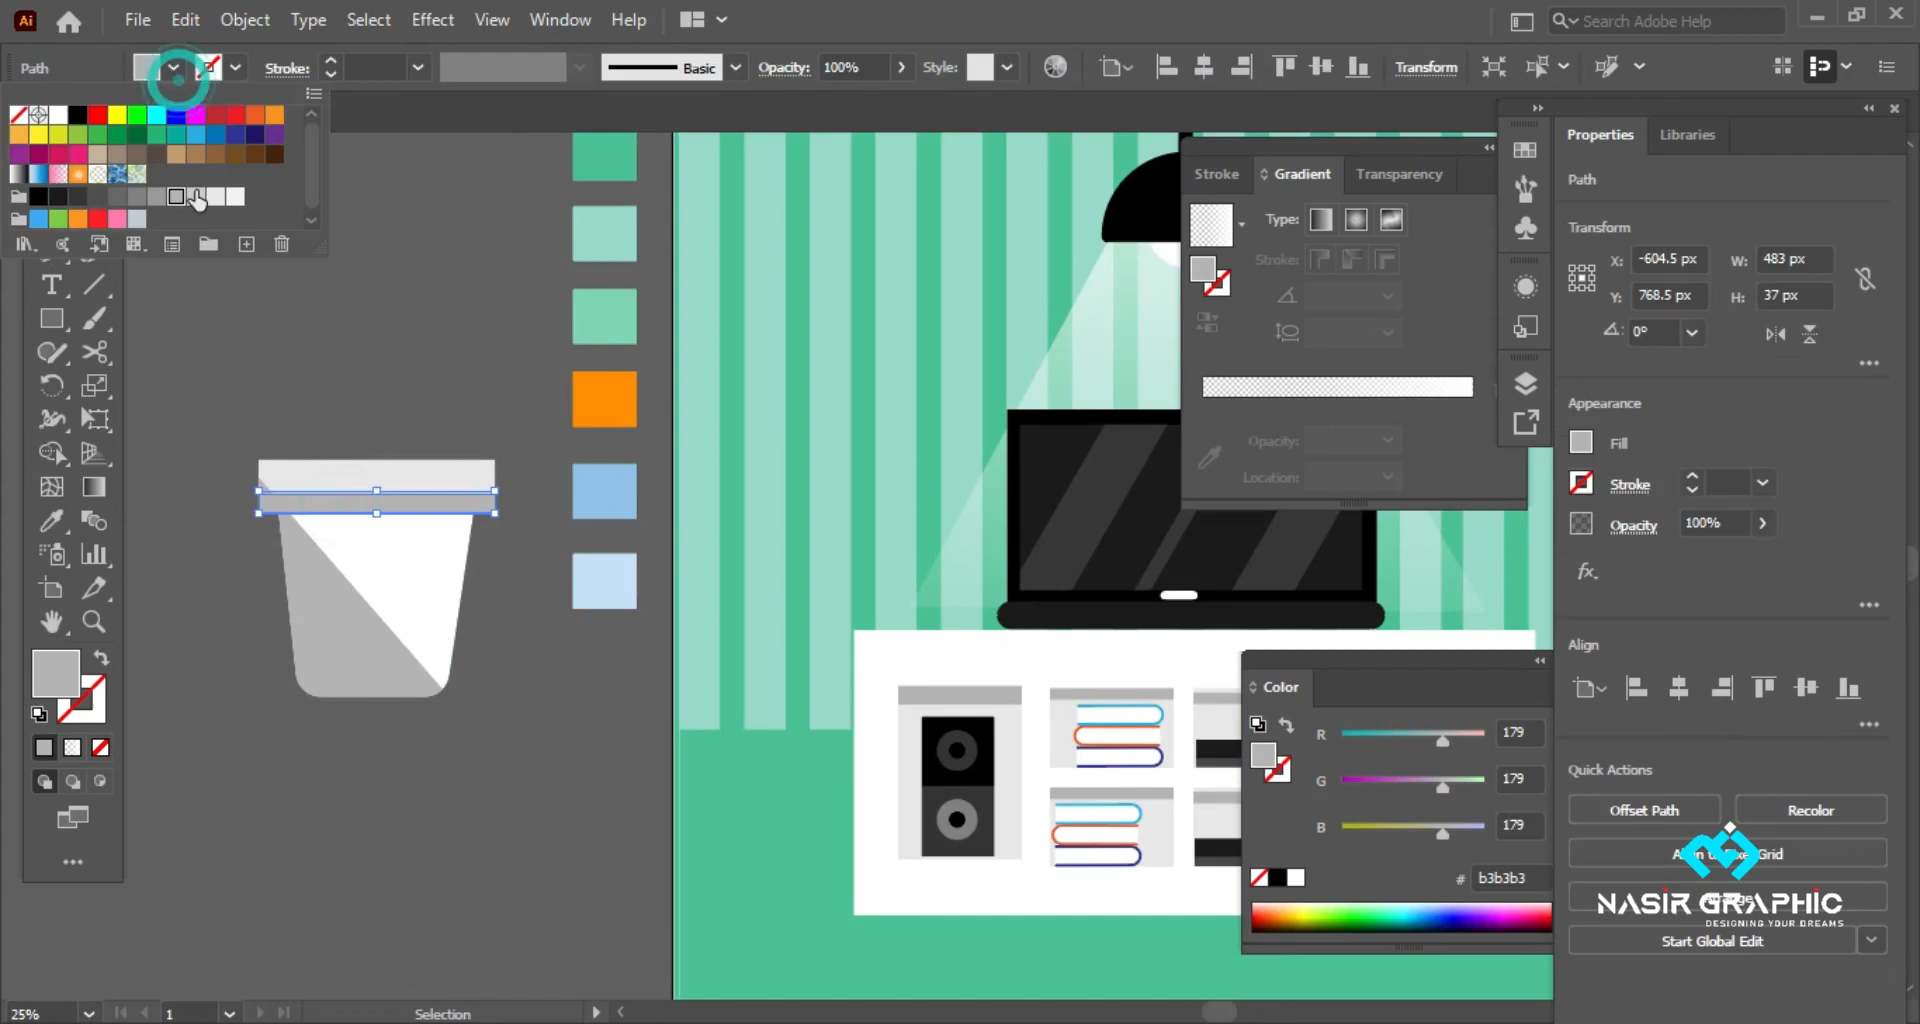 Ai File Edit Object Type Select Effect View Window Help Search Adobe Help
Path Stroke: Basic Opacity: 100% Style: Transform
Properties Libraries
Stroke Gradient Transparency
Path
Type:
Transform
Stroke:
X: -604.5 px W: 483 px
Y: 768.5 px H: 37 px
0°
Appearance
Fill
Opacity:
Location:
Stroke
Opacity 100%
fx.
Align
Color
R 179
G 179
B 179
# b3b3b3
Quick Actions
Offset Path Recolor
Start Global Edit
NASIR GRAPHIC
DESIGNING YOUR DREAMS
25% 1 Selection